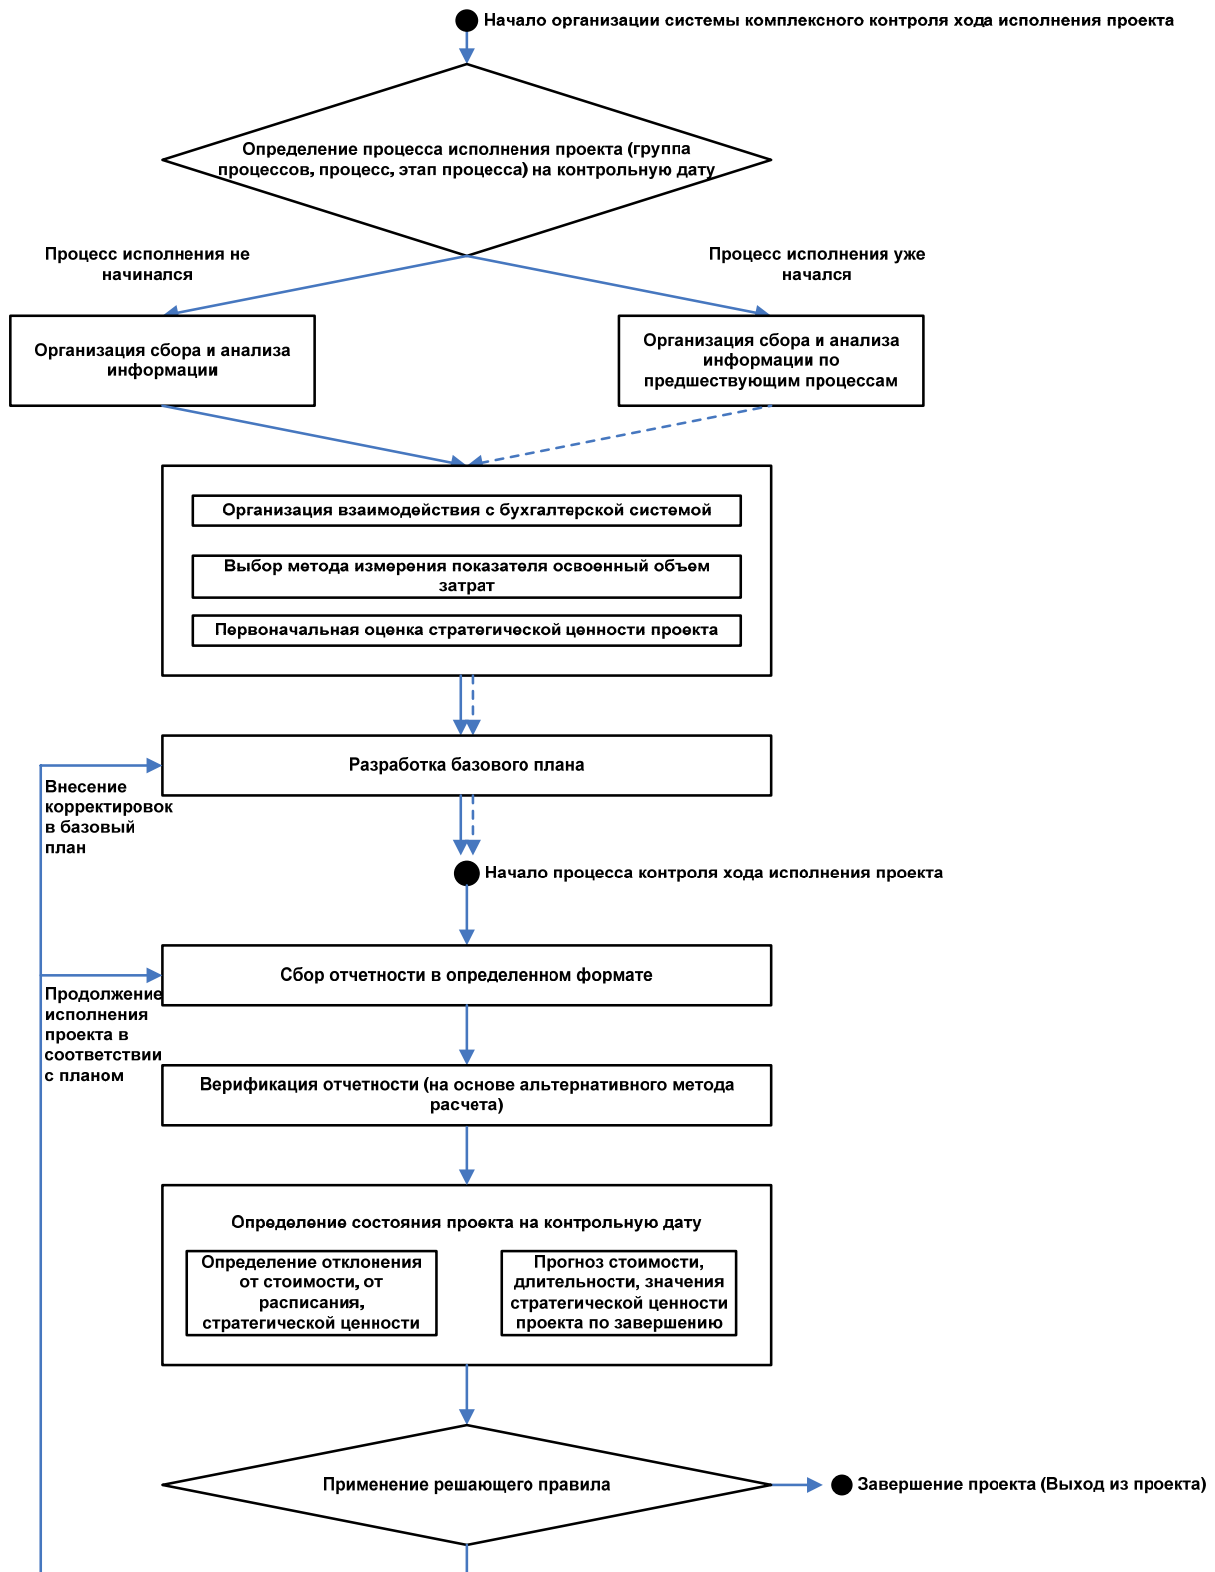 Начало организации системы комплексного контроля хода исполнения проекта
Определение процесса исполнения проекта (группа
процессов, процесс, этап процесса) на контрольную дату
Процесс исполнения не
начинался
Процесс исполнения уже
начался
Организация сбора и анализа
информации
Организация сбора и анализа
информации по
предшествующим процессам
Организация взаимодействия с бухгалтерской системой
Выбор метода измерения показателя освоенный объем
затрат
Первоначальная оценка стратегической ценности проекта
Разработка базового плана
Внесение
корректировок
в базовый
план
Начало процесса контроля хода исполнения проекта
Сбор отчетности в определенном формате
Продолжение
исполнения
проекта в
соответствии
с планом
Верификация отчетности (на основе альтернативного метода
расчета)
Определение состояния проекта на контрольную дату
Определение отклонения
от стоимости, от
расписания,
стратегической ценности
Прогноз стоимости,
длительности, значения
стратегической ценности
проекта по завершению
Применение решающего правила
Завершение проекта (Выход из проекта)